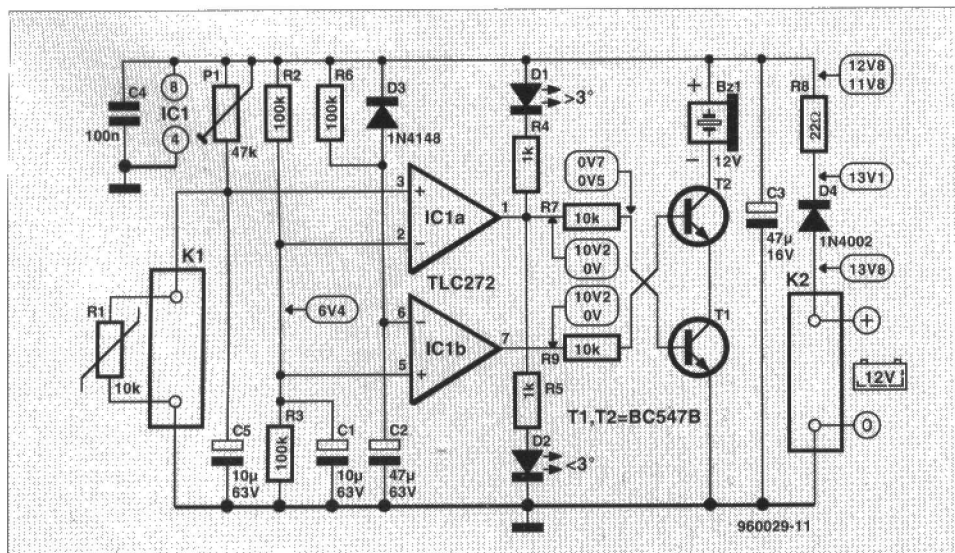 C4
100n
8
IC1
4
P1
47k
R2
100k
R6
100k
D3
1N4148
D1
>3°
R4
1k
+
Bz1
−
12V
R8
22Ω
12V8
11V8
13V1
D4
1N4002
13V8
C3
47µ
16V
T2
T1
0V7
0V5
R7
10k
10V2
0V
10V2
0V
R9
10k
3
+
IC1a
1
2
−
TLC272
6
−
IC1b
7
5
+
6V4
K1
R1
10k
C5
10µ
63V
R3
100k
C1
10µ
63V
C2
47µ
63V
1k
R5
D2
<3°
T1,T2=BC547B
K2
+
12V
0
960029-11